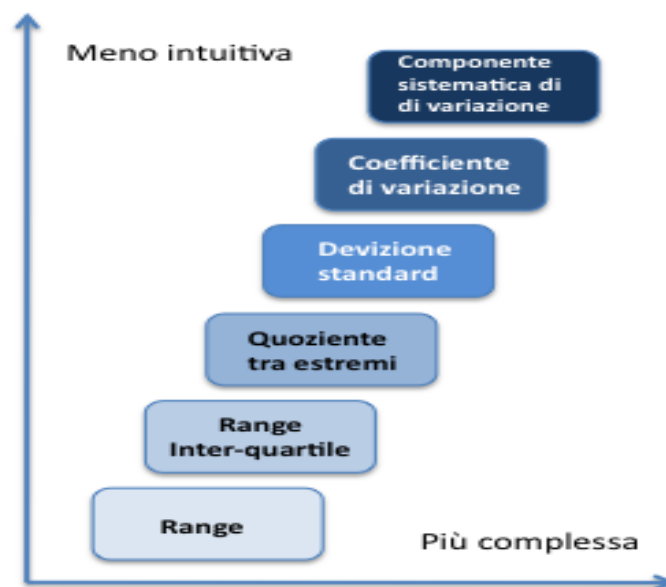 Meno intuitiva
Componente
sistematica di
di variazione
Coefficiente
di variazione
Devizione
standard
Quoziente
tra estremi
Range
Inter-quartile
Range
Più complessa